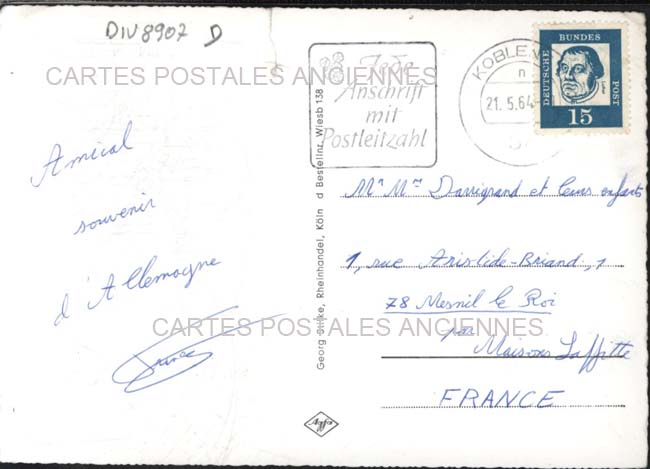 DIV8907 D
CARTES POSTALES ANCIENNES
Jede
Anschrift
mit
Postleitzahl
KOBLENZ
n
21.5.64
DEUTSCHE BUNDES POST
Luther
15
Amical
souvenir
d'Allemagne
Georg Stilke, Rheinhandel, Köln d Bestellnr. Wiesb 138
Mr Mme Darrigrand et leurs enfants
1, rue Aristide-Briand, 1
78 Mesnil le Roi
par Maisons Laffitte
FRANCE
CARTES POSTALES ANCIENNES
Agfa